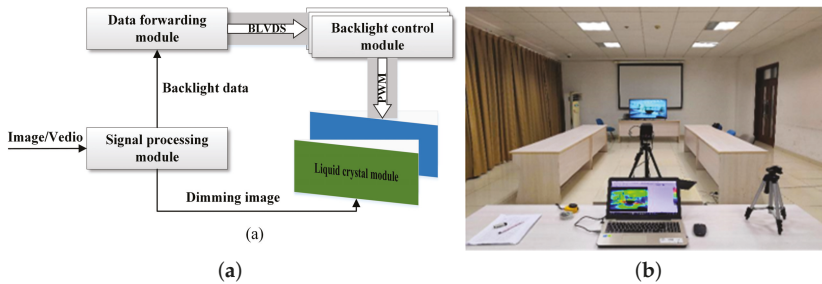 Data forwarding
module
BLVDS
Backlight control
module
Backlight data
PWM
Image/Vedio
Signal processing
module
Liquid crystal module
Dimming image
(a)
(a)
(b)